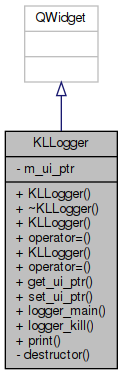 QWidget
KLLogger
- m_ui_ptr
+ KLLogger()
+ ~KLLogger()
+ KLLogger()
+ operator=()
+ KLLogger()
+ operator=()
+ get_ui_ptr()
+ set_ui_ptr()
+ logger_main()
+ logger_kill()
+ print()
- destructor()